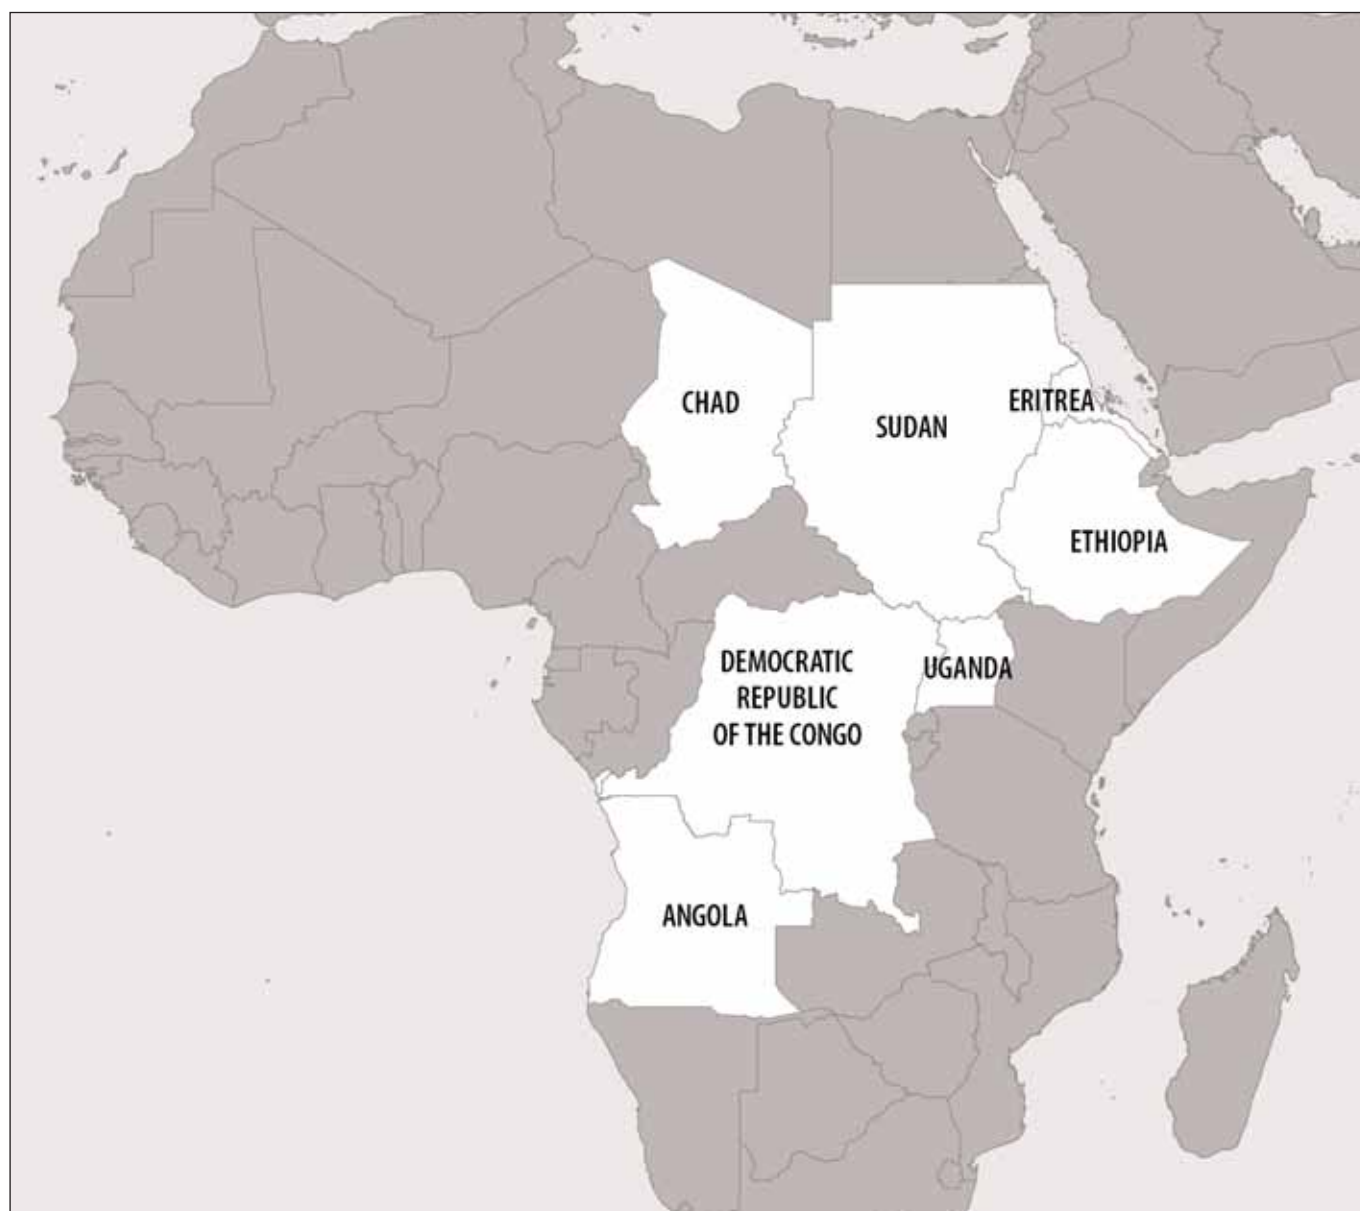 CHAD
ERITREA
SUDAN
ETHIOPIA
DEMOCRATIC
REPUBLIC
OF THE CONGO
UGANDA
ANGOLA